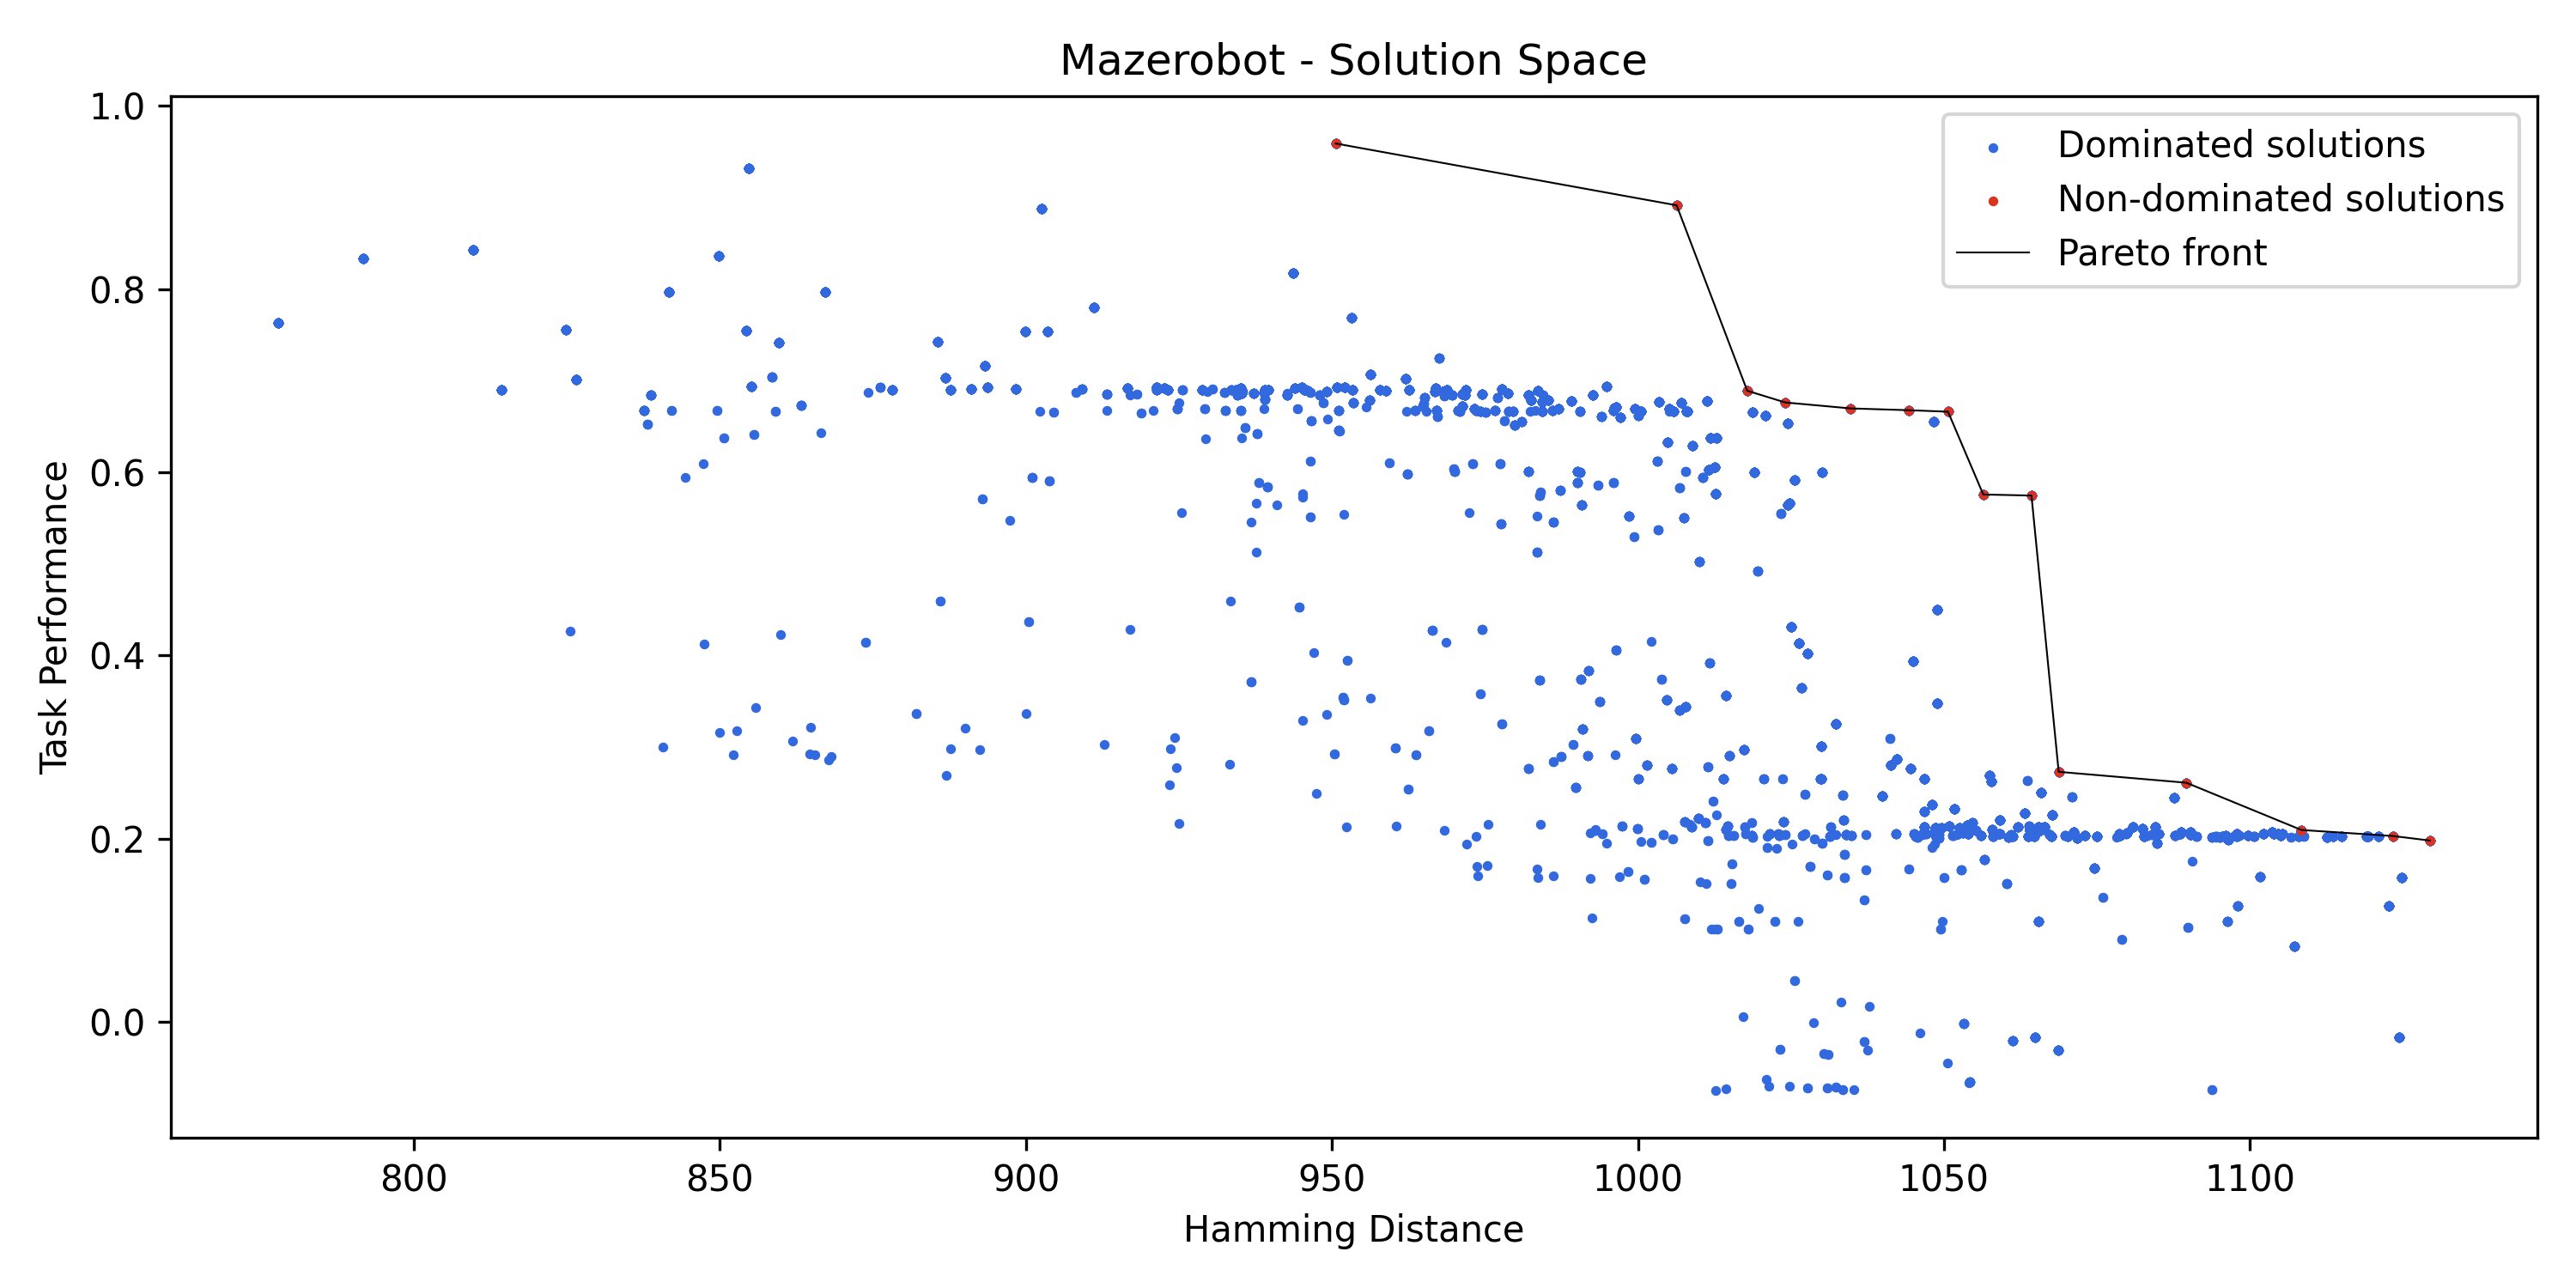 Mazerobot - Solution Space
Dominated solutions
Non-dominated solutions
Pareto front
Task Performance
1.0
0.8
0.6
0.4
0.2
0.0
800 850 900 950 1000 1050 1100
Hamming Distance